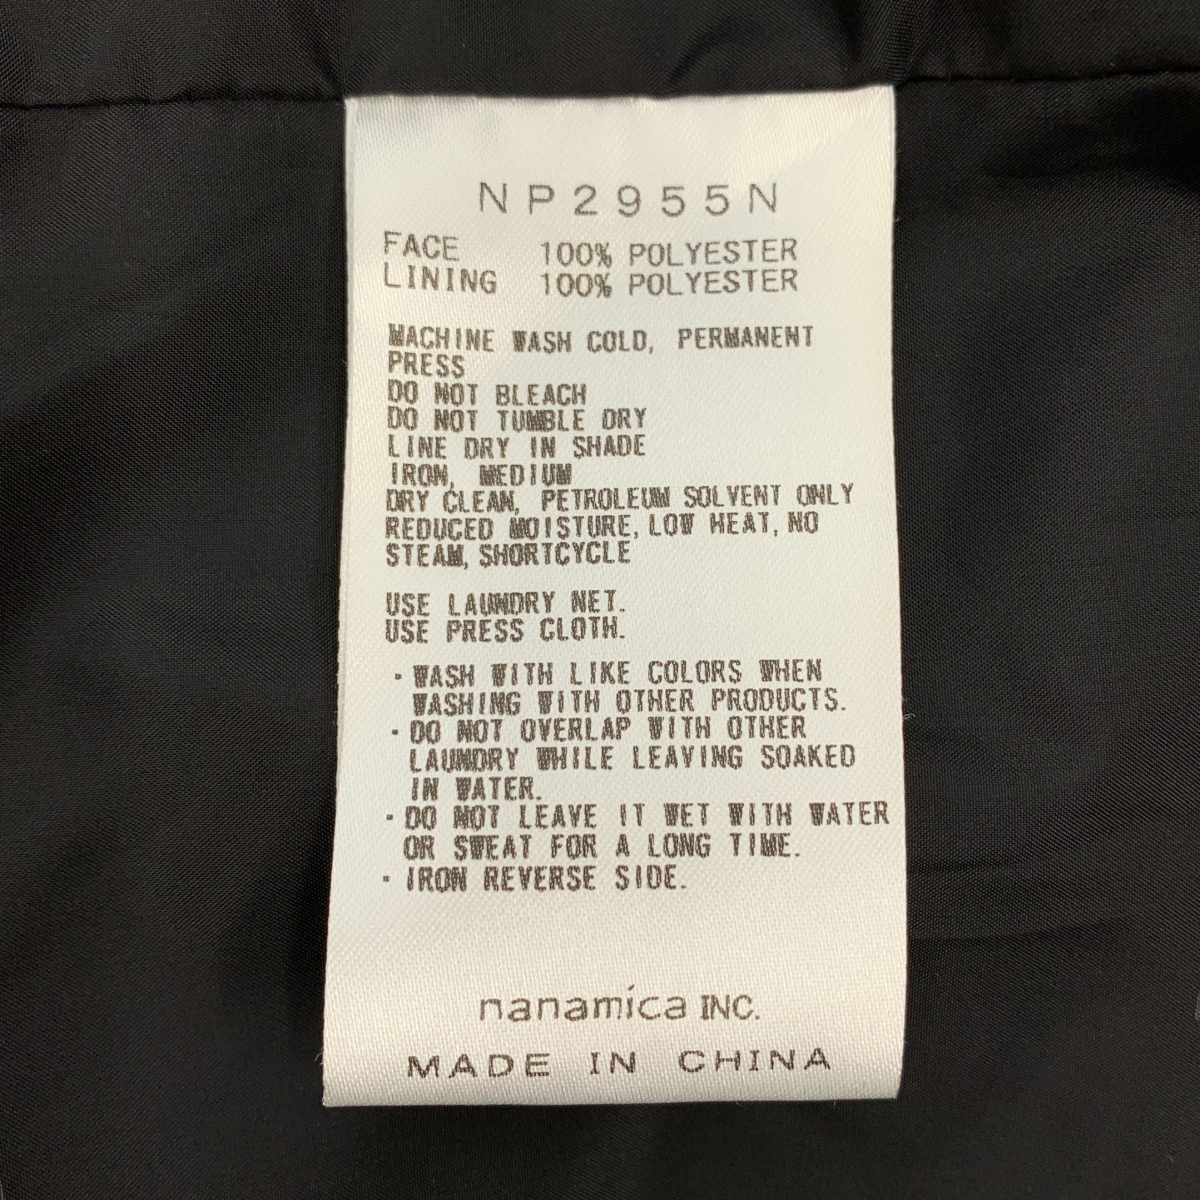 NP2955N
FACE 100% POLYESTER
LINING 100% POLYESTER
MACHINE WASH COLD, PERMANENT
PRESS
DO NOT BLEACH
DO NOT TUMBLE DRY
LINE DRY IN SHADE
IRON, MEDIUM
DRY CLEAN, PETROLEUM SOLVENT ONLY
REDUCED MOISTURE, LOW HEAT, NO
STEAM, SHORTCYCLE
USE LAUNDRY NET.
USE PRESS CLOTH.
・WASH WITH LIKE COLORS WHEN
WASHING WITH OTHER PRODUCTS.
・DO NOT OVERLAP WITH OTHER
LAUNDRY WHILE LEAVING SOAKED
IN WATER.
・DO NOT LEAVE IT WET WITH WATER
OR SWEAT FOR A LONG TIME.
・IRON REVERSE SIDE.
nanamíca INC.
MADE IN CHINA